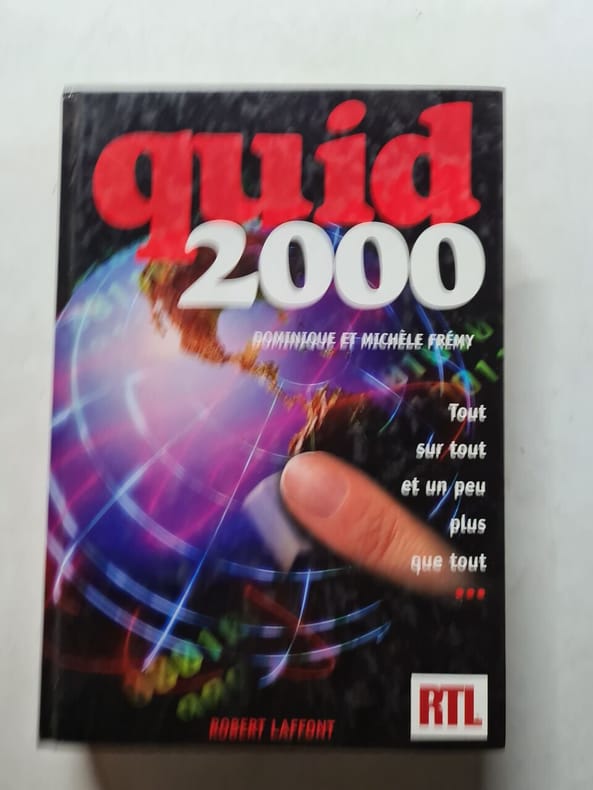 quid
2000
DOMINIQUE ET MICHÈLE FRÉMY
Tout
sur tout
et un peu
plus
que tout
...
ROBERT LAFFONT
RTL